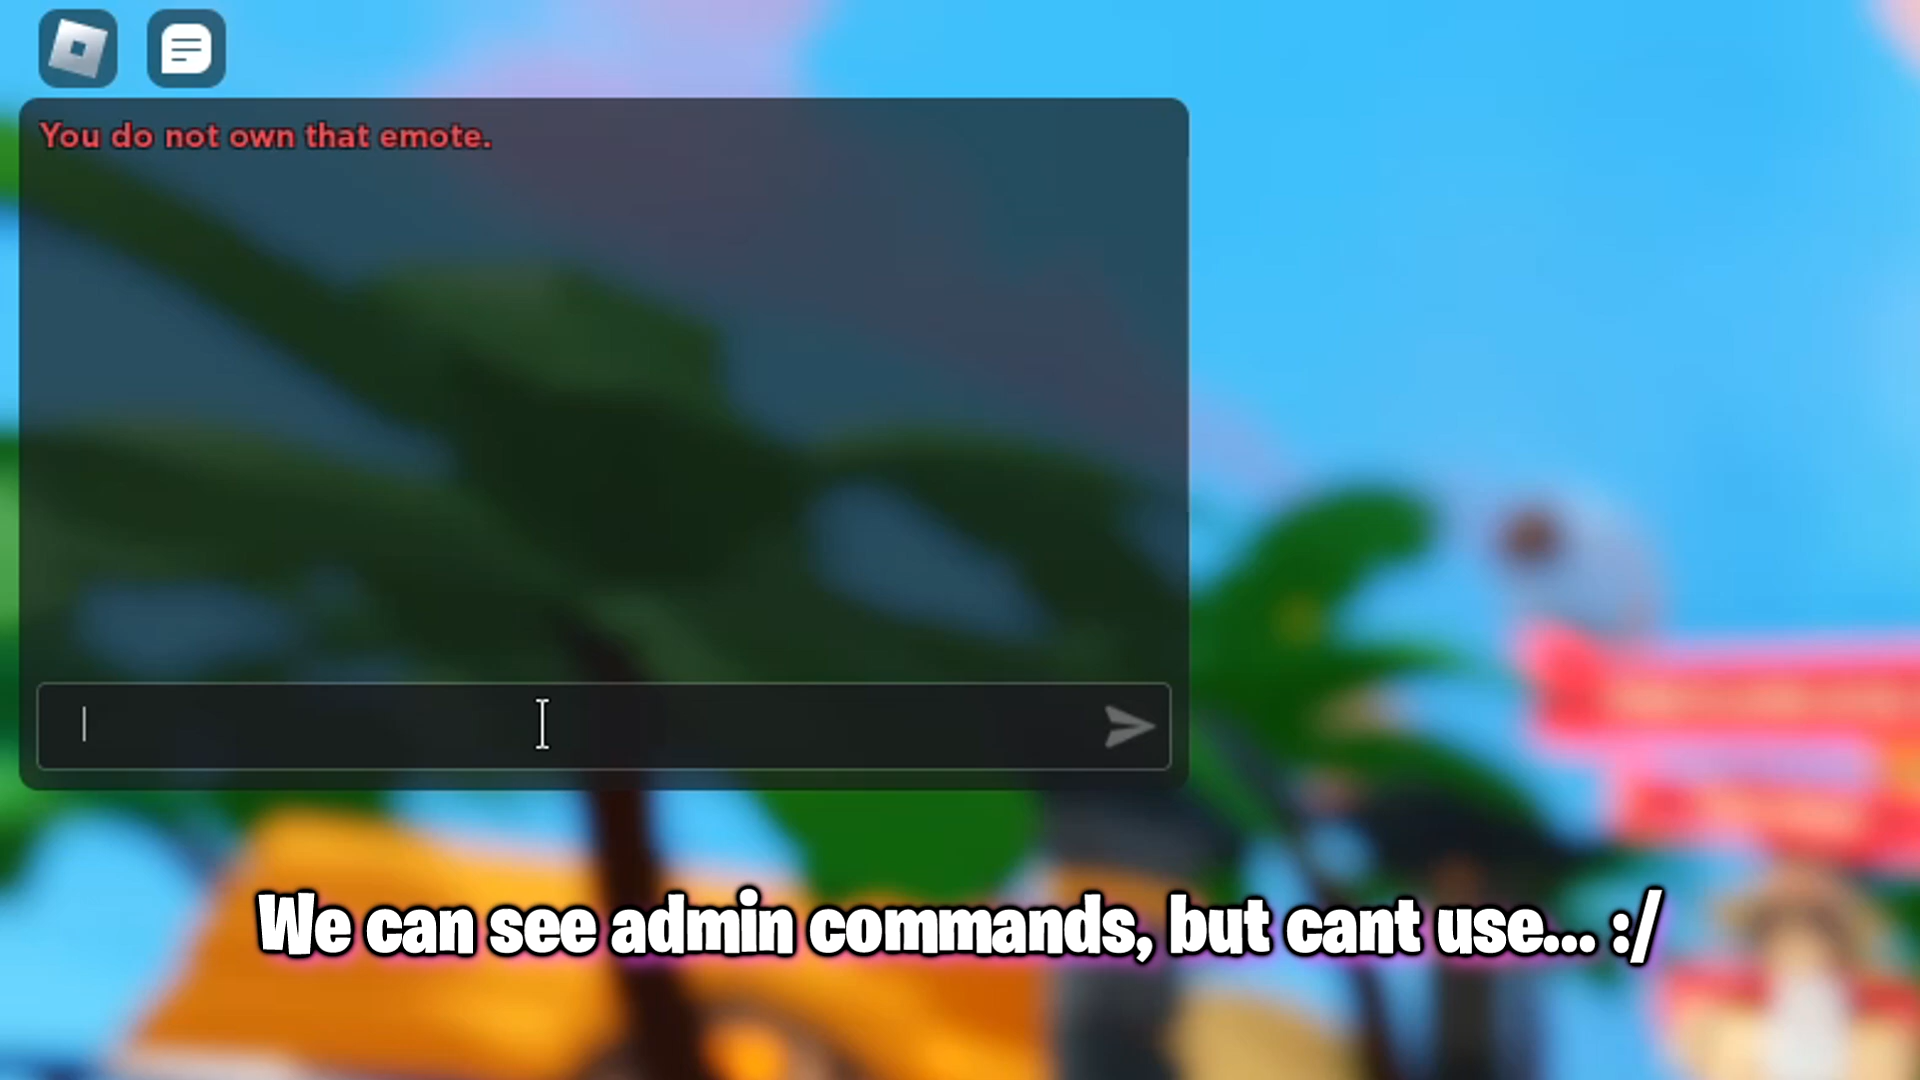 You do not own that emote.
We can see admin commands, but cant use... :/